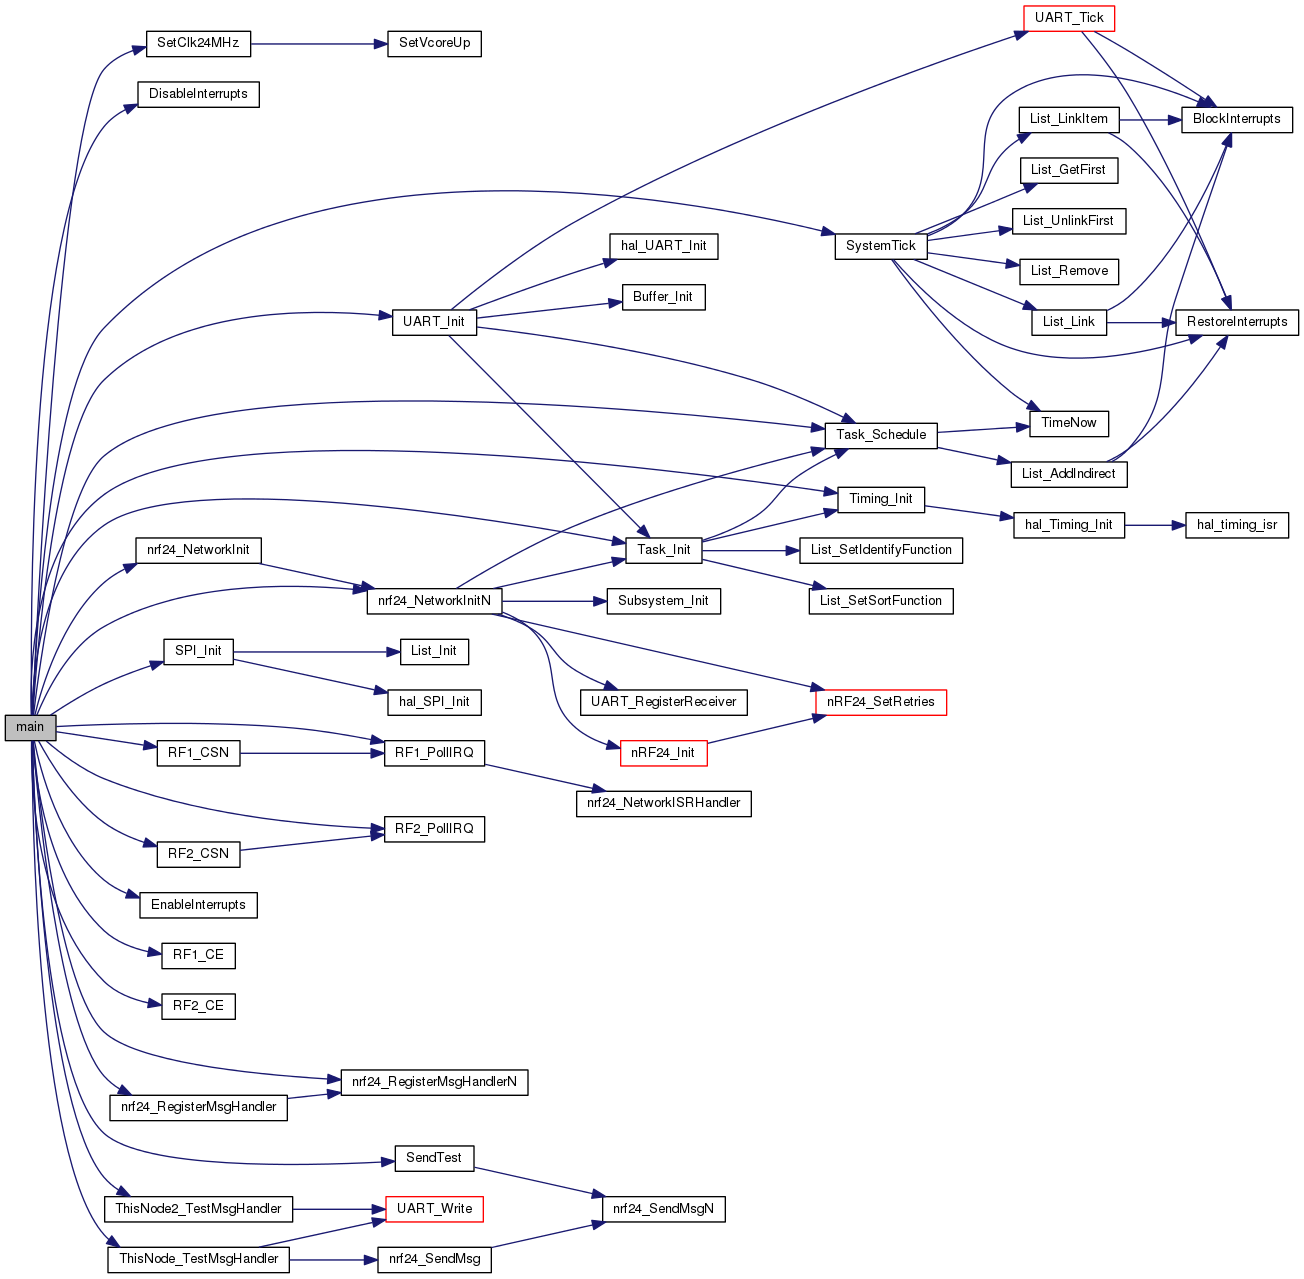 UART_Tick
SetClk24MHz
SetVcoreUp
DisableInterrupts
List_LinkItem
BlockInterrupts
List_GetFirst
List_UnlinkFirst
hal_UART_Init
SystemTick
List_Remove
Buffer_Init
UART_Init
List_Link
RestoreInterrupts
TimeNow
Task_Schedule
List_AddIndirect
Timing_Init
hal_Timing_Init
hal_timing_isr
nrf24_NetworkInit
Task_Init
List_SetIdentifyFunction
nrf24_NetworkInitN
Subsystem_Init
List_SetSortFunction
SPI_Init
List_Init
hal_SPI_Init
UART_RegisterReceiver
nRF24_SetRetries
main
RF1_CSN
RF1_PollIRQ
nRF24_Init
nrf24_NetworkISRHandler
RF2_PollIRQ
RF2_CSN
EnableInterrupts
RF1_CE
RF2_CE
nrf24_RegisterMsgHandlerN
nrf24_RegisterMsgHandler
SendTest
ThisNode2_TestMsgHandler
UART_Write
nrf24_SendMsgN
ThisNode_TestMsgHandler
nrf24_SendMsg